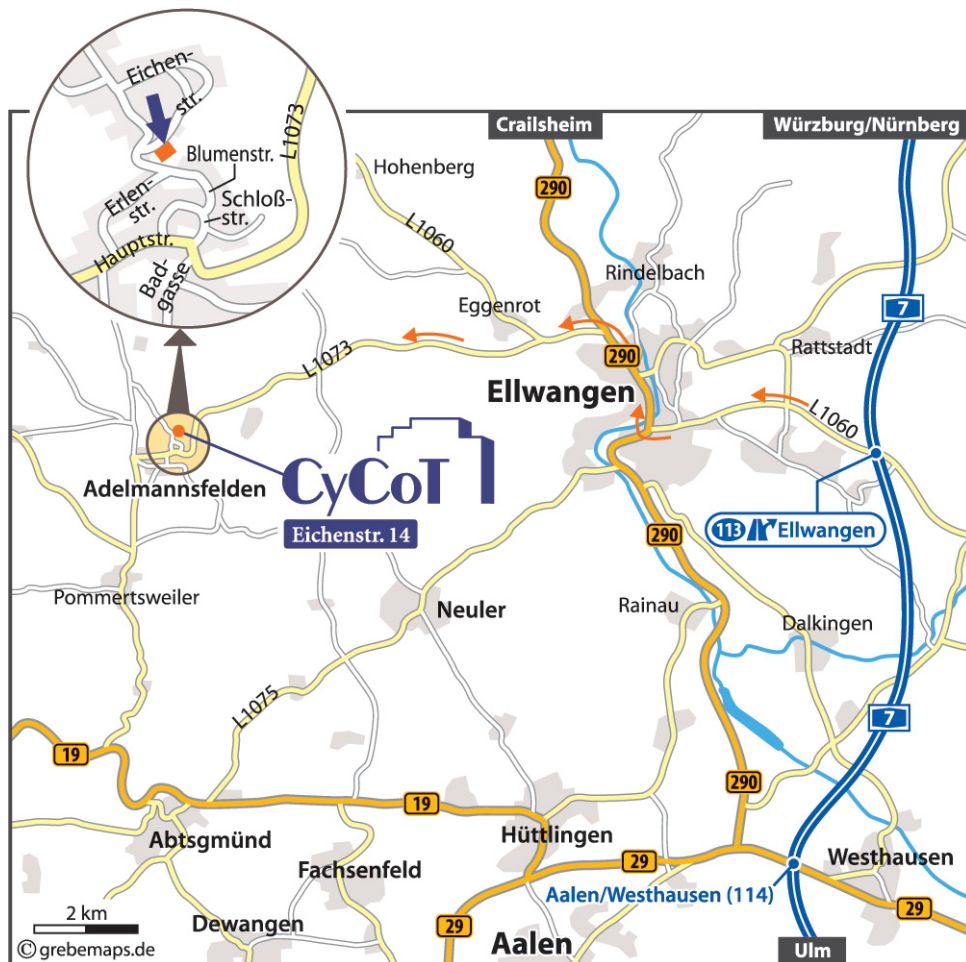 Eichen-
str.
L1073
Blumenstr.
Erlen-
str.
Schloß-
str.
Hauptstr.
Bad-
gasse
Crailsheim
Würzburg/Nürnberg
Hohenberg
290
L1060
Rindelbach
Eggenrot
7
L1073
290
Rattstadt
Ellwangen
L1060
CyCoT
Adelmannsfelden
Eichenstr. 14
113 Ellwangen
290
Pommertsweiler
Neuler
Rainau
Dalkingen
L1075
7
19
290
19
Abtsgmünd
Hüttlingen
Fachsenfeld
29
Westhausen
Aalen/Westhausen (114)
2 km
Dewangen
29
29
Aalen
Ulm
© grebemaps.de